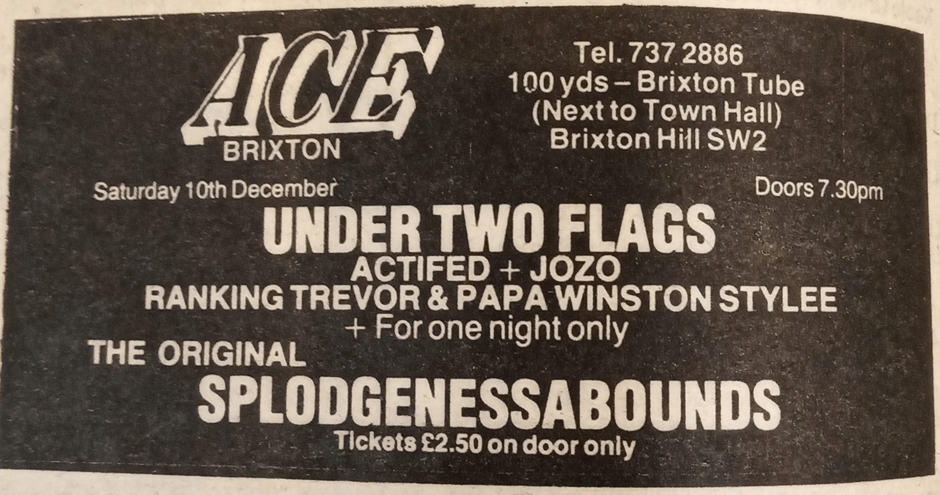 ACE
BRIXTON
Tel. 737 2886
100 yds – Brixton Tube
(Next to Town Hall)
Brixton Hill SW2
Saturday 10th December
Doors 7.30pm
UNDER TWO FLAGS
ACTIFED + JOZO
RANKING TREVOR & PAPA WINSTON STYLEE
+ For one night only
THE ORIGINAL
SPLODGENESSABOUNDS
Tickets £2.50 on door only